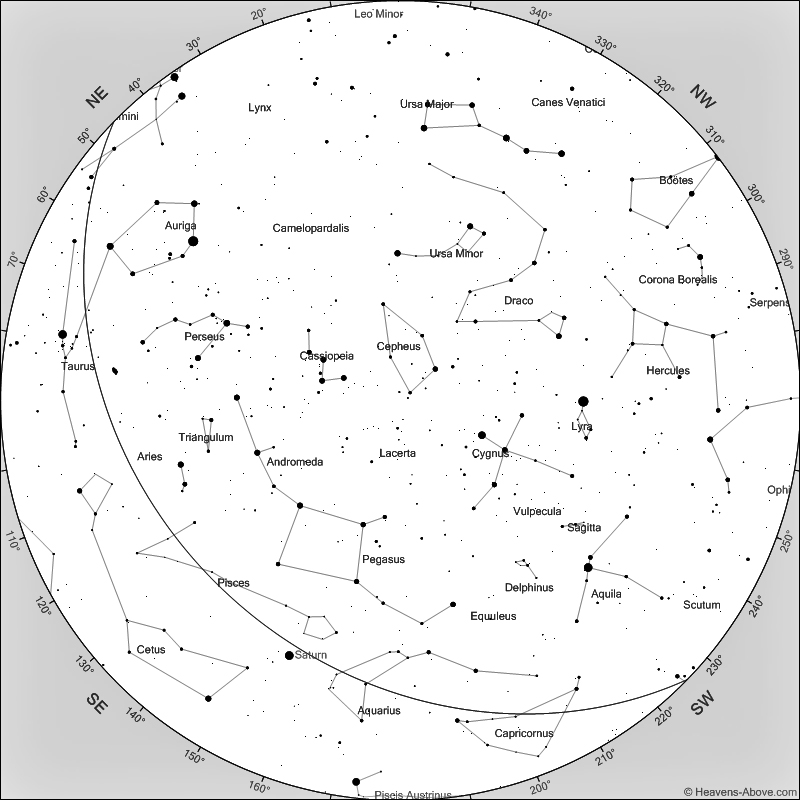 Leo Minor
340°
20°
30°
330°
40°
NE
320°
NW
Lynx
Ursa Major
Canes Venatici
mini
50°
310°
60°
Boötes
300°
Auriga
Camelopardalis
Ursa Minor
70°
290°
Corona Borealis
Draco
Serpens
Perseus
Cepheus
Cassiopeia
Taurus
Hercules
Lyra
Triangulum
Aries
Andromeda
Lacerta
Cygnus
Ophi
Vulpecula
Sagitta
110°
250°
Pegasus
Pisces
Delphinus
Aquila
120°
Equuleus
Scutum
240°
Cetus
Saturn
130°
230°
SE
140°
Aquarius
220°
SW
Capricornus
150°
210°
160°
200°
Piscis Austrinus
© Heavens-Above.com